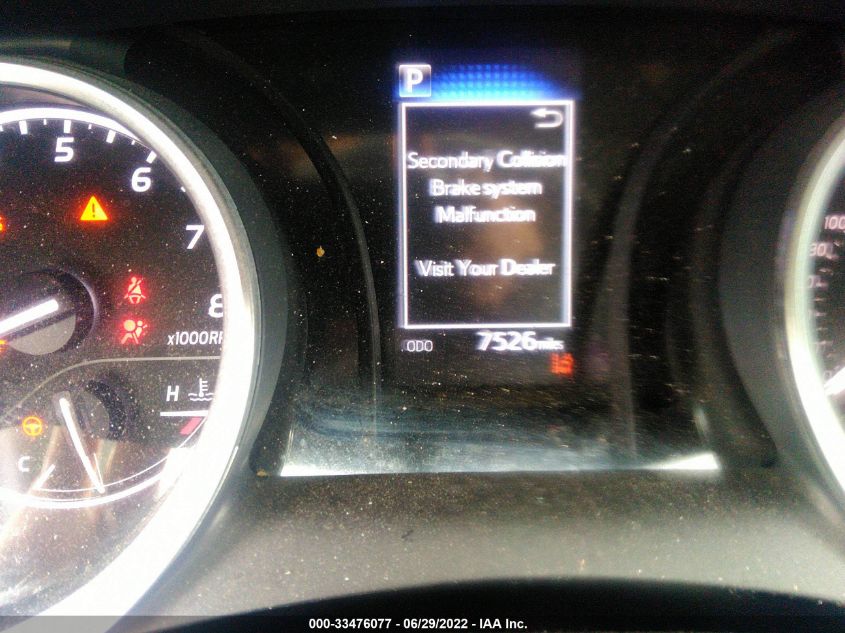 P
Secondary Collision
Brake system
Malfunction
Visit Your Dealer
ODO 7526 miles
5
6
7
8
x1000R
H
C
100
000-33476077 - 06/29/2022 - IAA Inc.